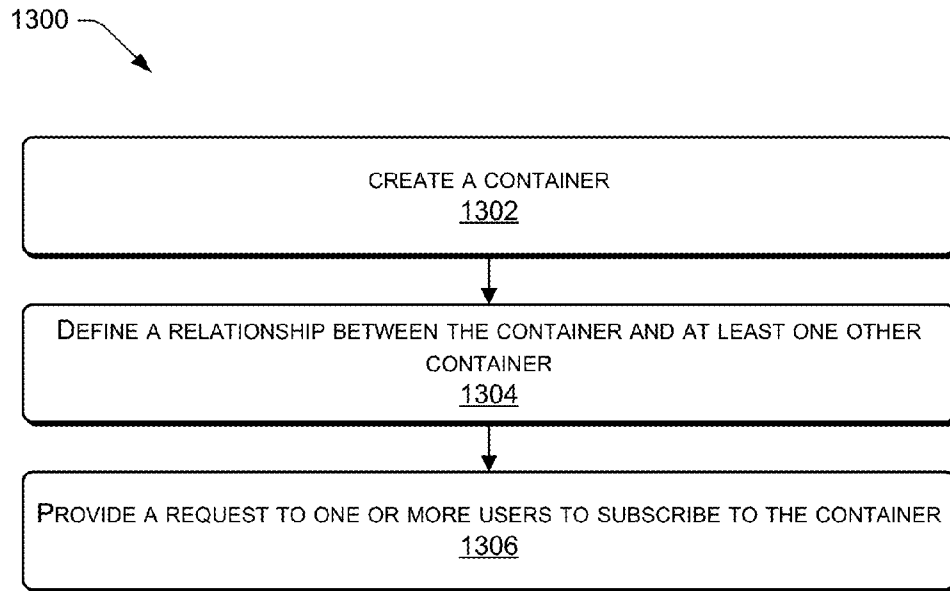 1300
CREATE A CONTAINER
1302
DEFINE A RELATIONSHIP BETWEEN THE CONTAINER AND AT LEAST ONE OTHER
CONTAINER
1304
PROVIDE A REQUEST TO ONE OR MORE USERS TO SUBSCRIBE TO THE CONTAINER
1306